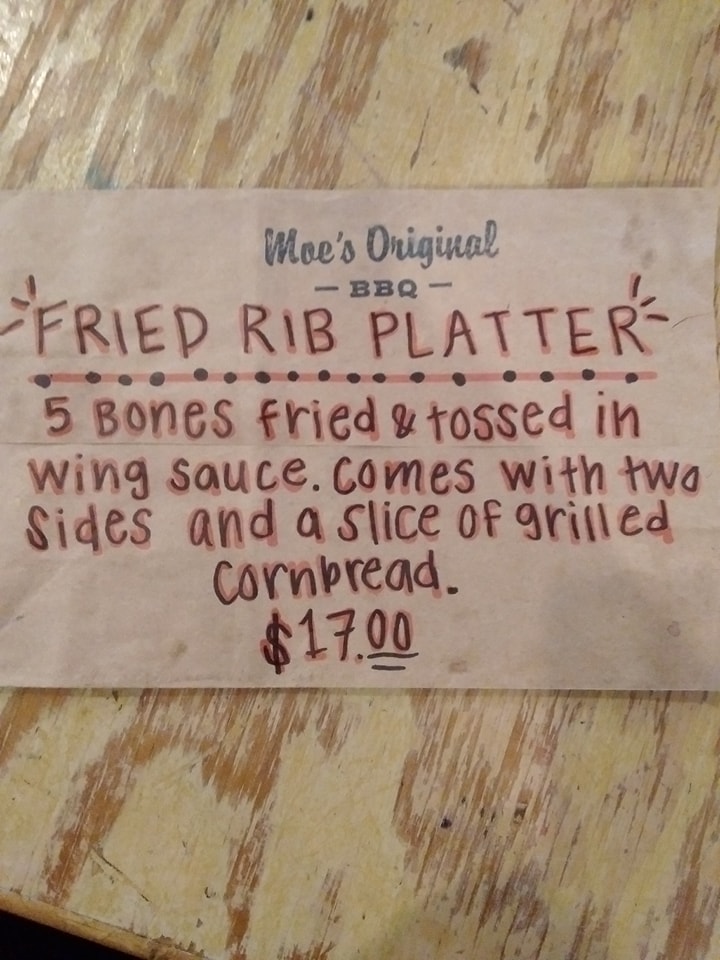 Moe's Original
— BBQ —
FRIED RIB PLATTER
5 Bones fried & tossed in
wing sauce. Comes with two
Sides and a slice of grilled
Cornbread.
$17.00